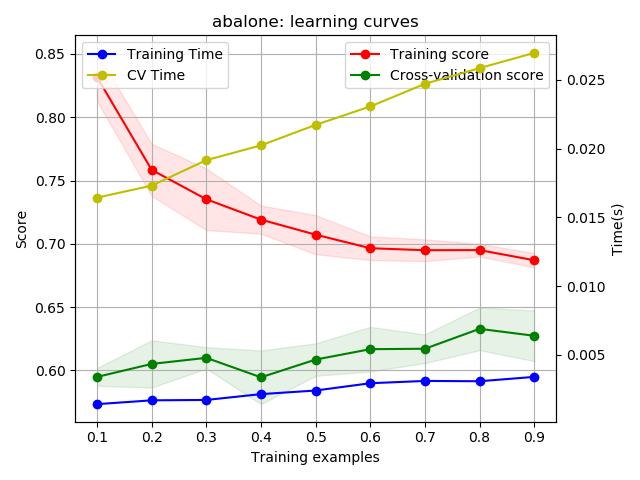 abalone: learning curves
Training Time
CV Time
Training score
Cross-validation score
Score
0.85
0.80
0.75
0.70
0.65
0.60
0.025
0.020
0.015
0.010
0.005
Time(s)
0.1 0.2 0.3 0.4 0.5 0.6 0.7 0.8 0.9
Training examples